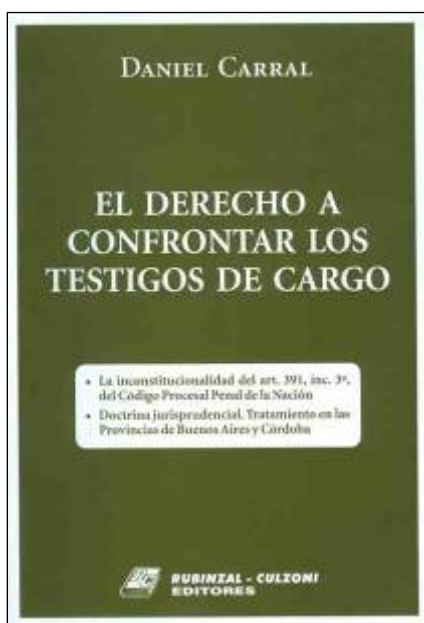 DANIEL CARRAL
EL DERECHO A
CONFRONTAR LOS
TESTIGOS DE CARGO
• La inconstitucionalidad del art. 391, inc. 3º,
del Código Procesal Penal de la Nación
• Doctrina jurisprudencial. Tratamiento en las
Provincias de Buenos Aires y Córdoba
RUBINZAL - CULZONI
EDITORES